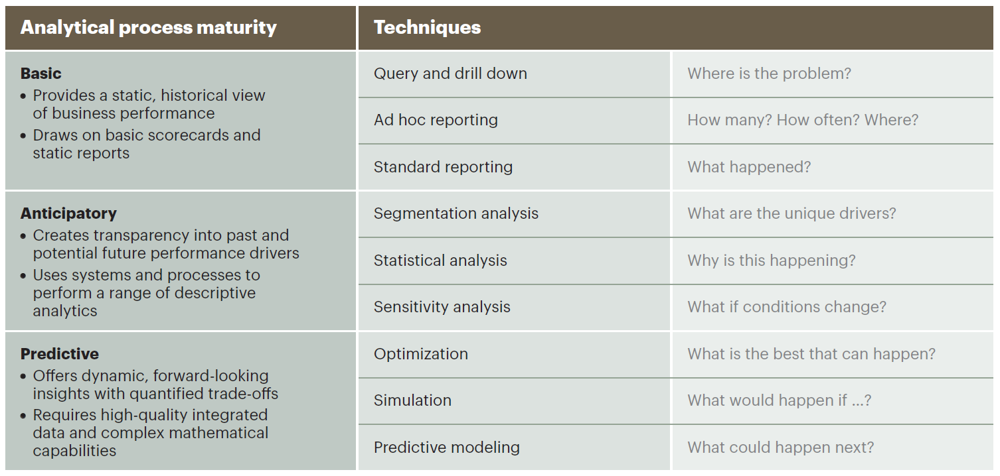 Analytical process maturity
Techniques
Basic
• Provides a static, historical view
of business performance
• Draws on basic scorecards and
static reports
Query and drill down
Where is the problem?
Ad hoc reporting
How many? How often? Where?
Standard reporting
What happened?
Anticipatory
• Creates transparency into past and
potential future performance drivers
• Uses systems and processes to
perform a range of descriptive
analytics
Segmentation analysis
What are the unique drivers?
Statistical analysis
Why is this happening?
Sensitivity analysis
What if conditions change?
Predictive
• Offers dynamic, forward-looking
insights with quantified trade-offs
• Requires high-quality integrated
data and complex mathematical
capabilities
Optimization
What is the best that can happen?
Simulation
What would happen if ...?
Predictive modeling
What could happen next?